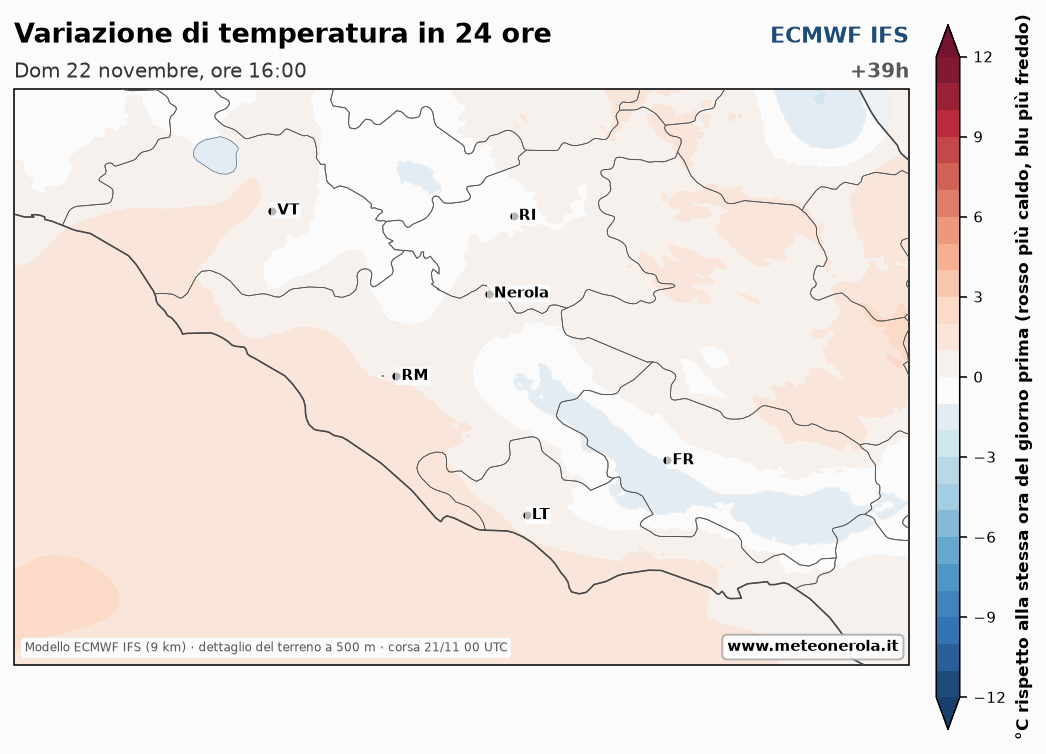 Variazione di temperatura in 24 ore
ECMWF IFS
Dom 22 novembre, ore 16:00
+39h
VT
RI
Nerola
RM
FR
LT
Modello ECMWF IFS (9 km) · dettaglio del terreno a 500 m · corsa 21/11 00 UTC
www.meteonerola.it
12
9
6
3
0
−3
−6
−9
−12
°C rispetto alla stessa ora del giorno prima (rosso più caldo, blu più freddo)